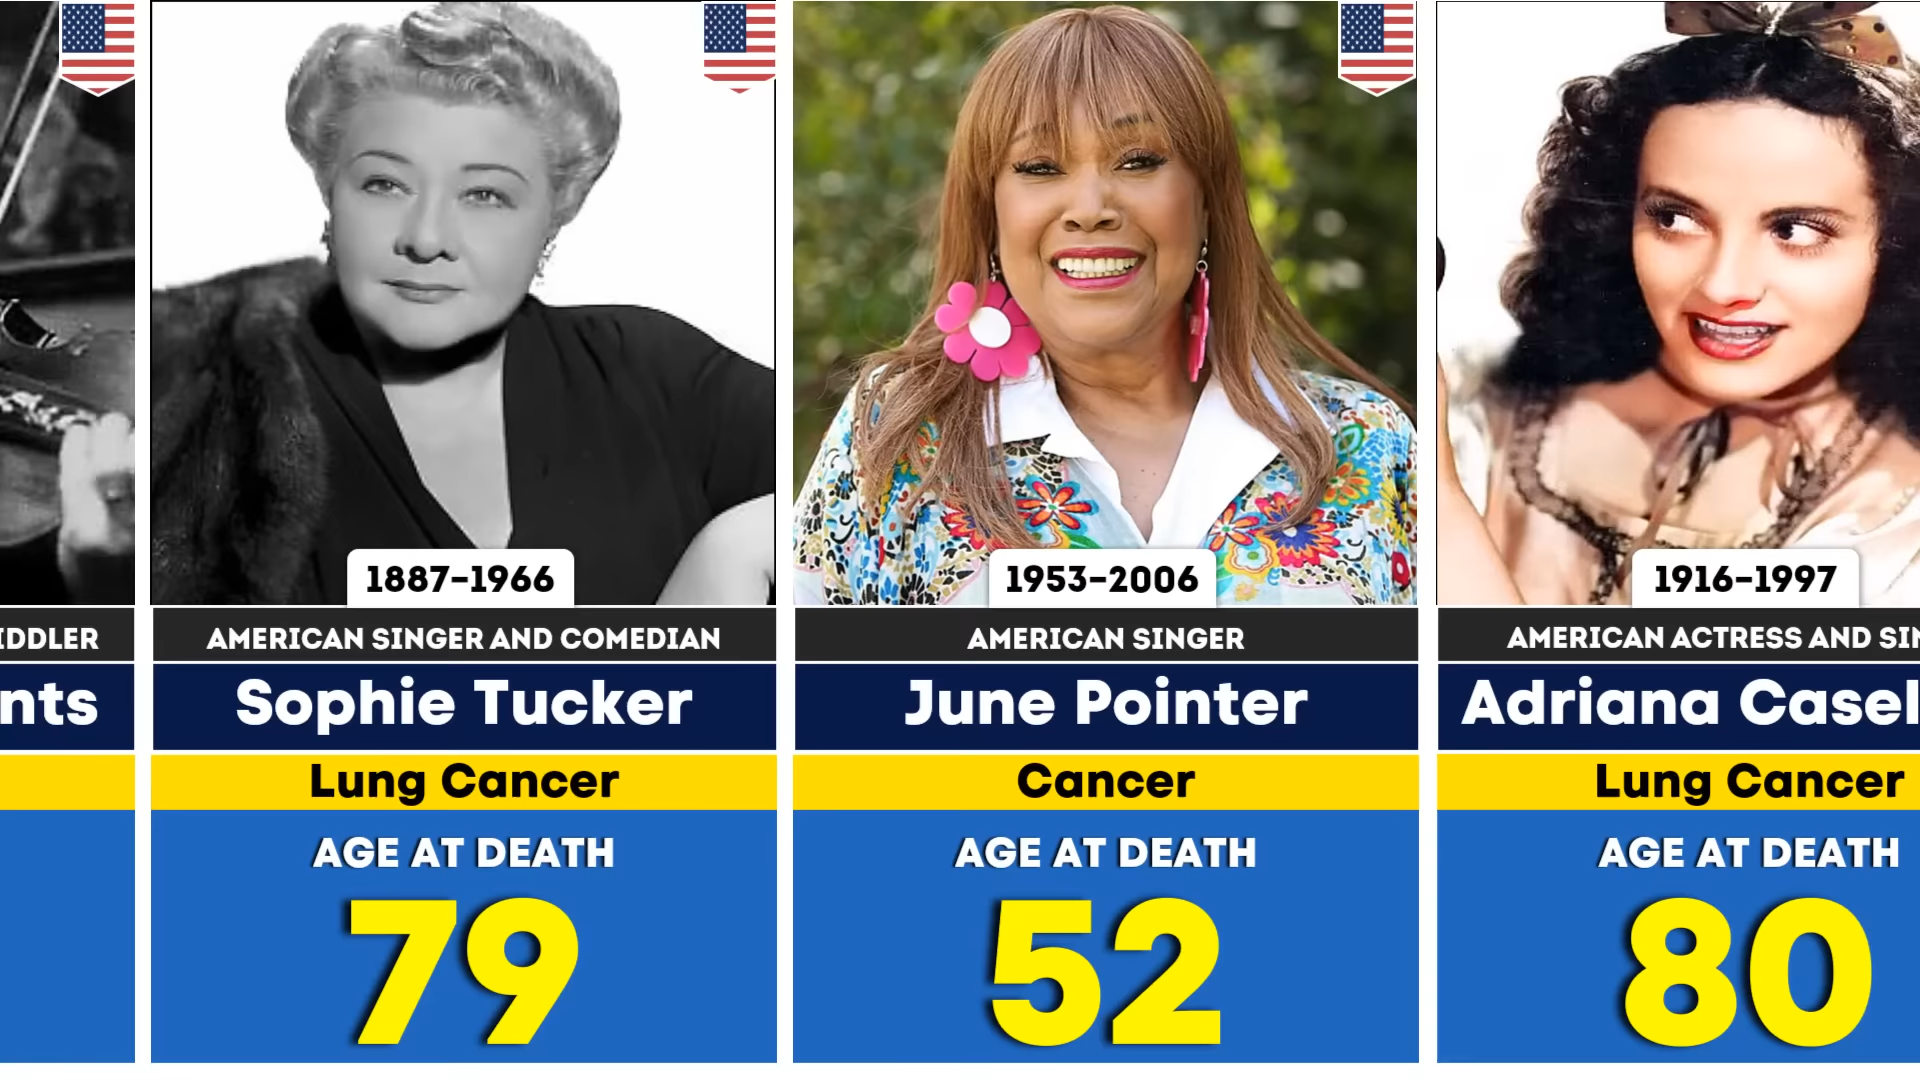 IDDLER
nts
1887-1966
AMERICAN SINGER AND COMEDIAN
Sophie Tucker
Lung Cancer
AGE AT DEATH
79
1953-2006
AMERICAN SINGER
June Pointer
Cancer
AGE AT DEATH
52
1916-1997
AMERICAN ACTRESS AND SIN
Adriana Casel
Lung Cancer
AGE AT DEATH
80